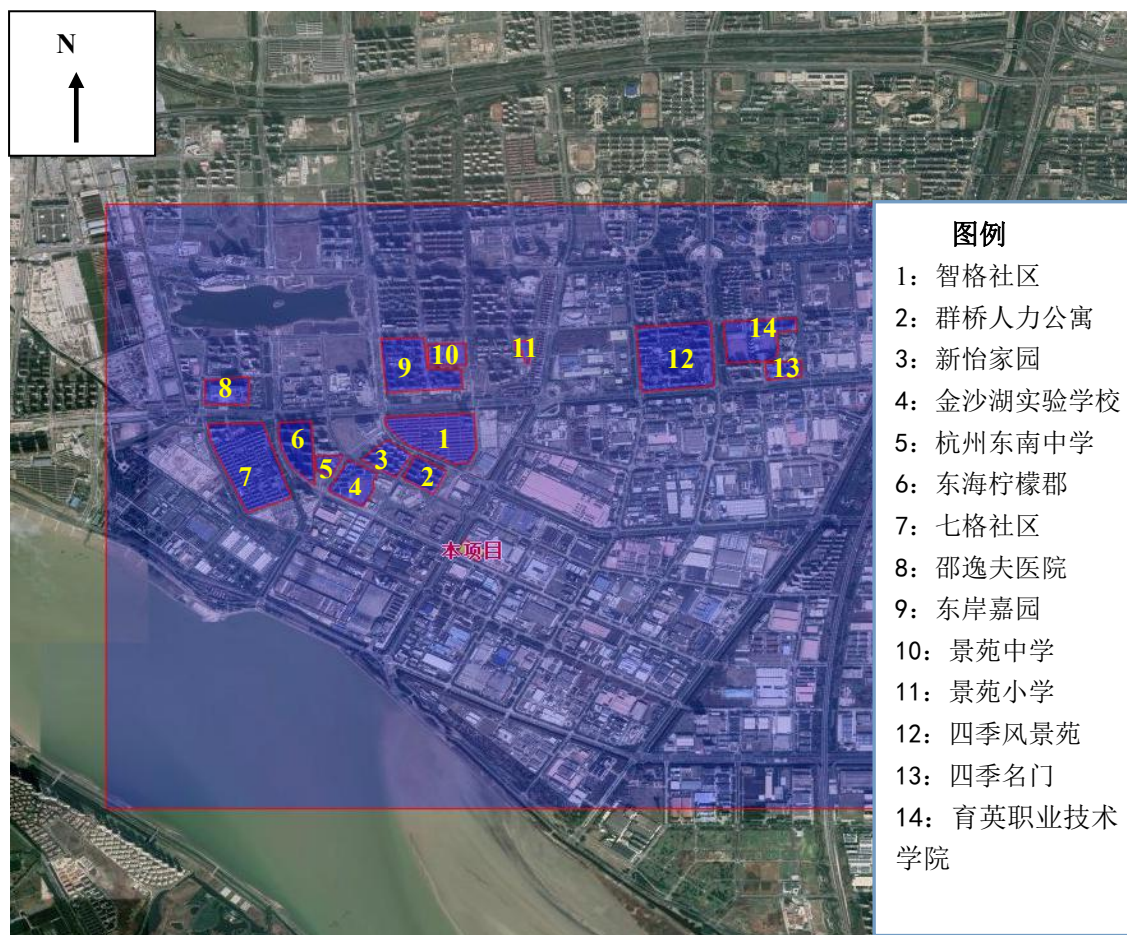 N
图例
1：智格社区
2：群桥人力公寓
3：新怡家园
4：金沙湖实验学校
5：杭州东南中学
6：东海柠檬郡
7：七格社区
8：邵逸夫医院
9：东岸嘉园
10：景苑中学
11：景苑小学
12：四季风景苑
13：四季名门
14：育英职业技术
学院
14
11
10
9
12
13
8
6
1
3
5
2
7
4
本项目